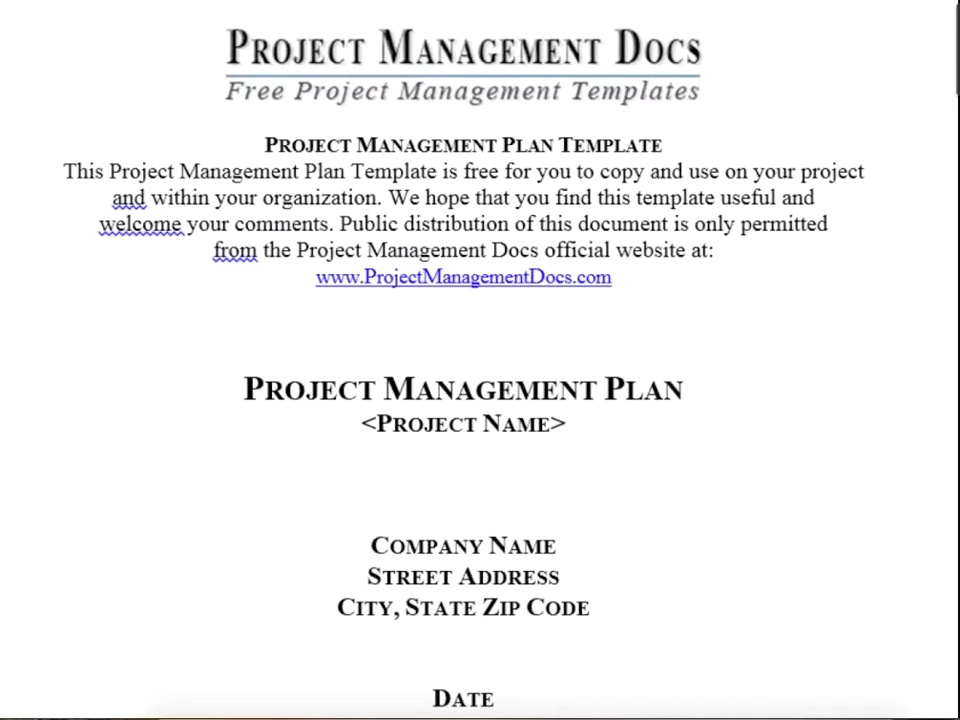 PROJECT MANAGEMENT DOCS
Free Project Management Templates
PROJECT MANAGEMENT PLAN TEMPLATE
This Project Management Plan Template is free for you to copy and use on your project
and within your organization. We hope that you find this template useful and
welcome your comments. Public distribution of this document is only permitted
from the Project Management Docs official website at:
www.ProjectManagementDocs.com
PROJECT MANAGEMENT PLAN
<PROJECT NAME>
COMPANY NAME
STREET ADDRESS
CITY, STATE ZIP CODE
DATE